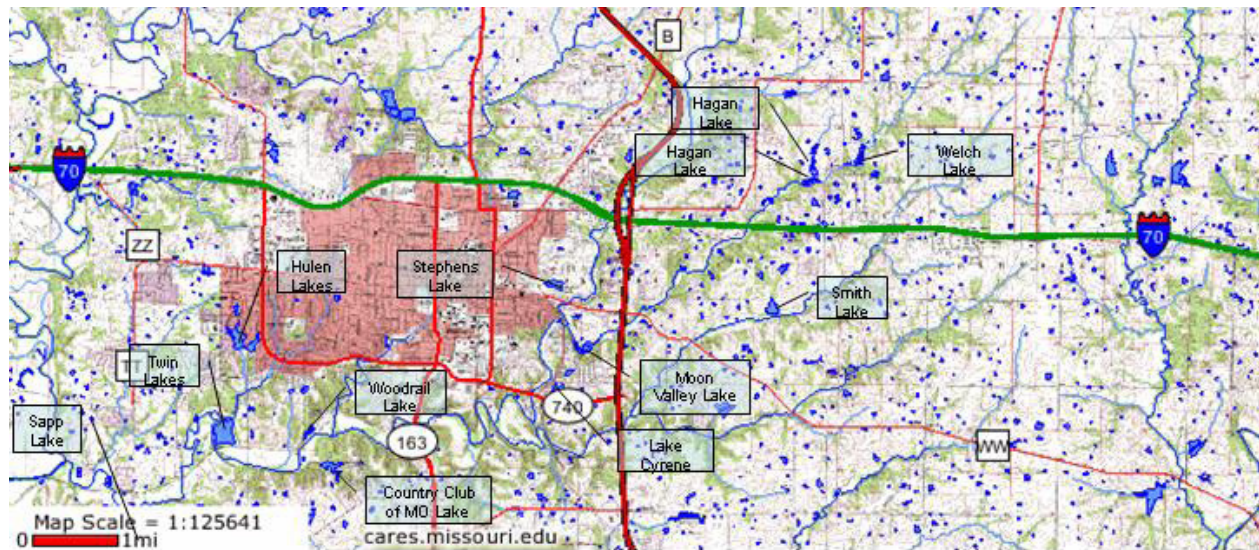 B
Hagan
Lake
Hagan
Lake
Welch
Lake
70
70
ZZ
Hulen
Lakes
Stephens
Lake
Smith
Lake
TT
Twin
Lakes
Woodrail
Lake
Moon
Valley Lake
740
Sapp
Lake
163
Lake
Cyrene
WW
Country Club
of MO Lake
Map Scale = 1:125641
0 1mi
cares.missouri.edu